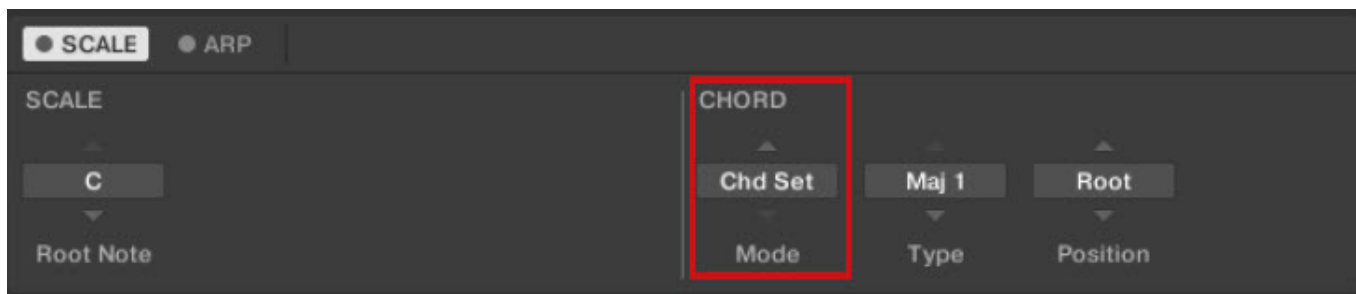 SCALE ARP
SCALE CHORD
C Chd Set Maj 1 Root
Root Note Mode Type Position